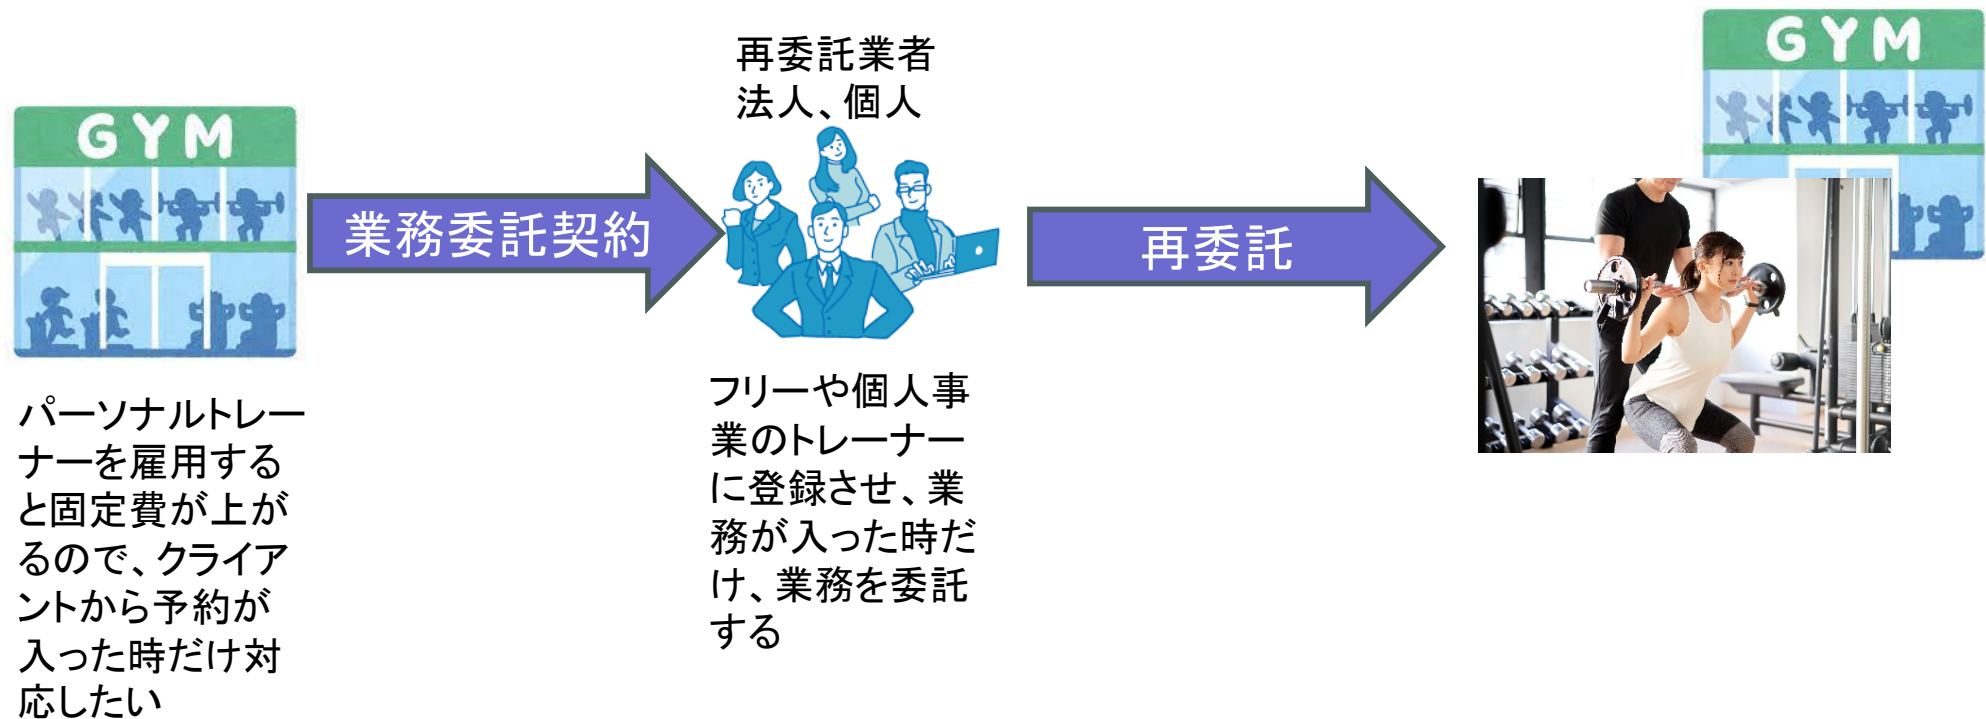 GYM
パーソナルトレー
ナーを雇用する
と固定費が上が
るので、クライア
ントから予約が
入った時だけ対
応したい
業務委託契約
再委託業者
法人、個人
フリーや個人事
業のトレーナー
に登録させ、業
務が入った時だ
け、業務を委託
する
再委託
GYM